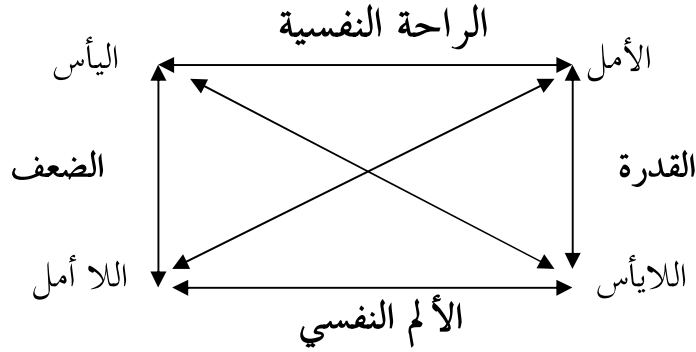 الراحة النفسية
الأمل
اليأس
القدرة
الضعف
اللايأس
اللا أمل
الألم النفسي